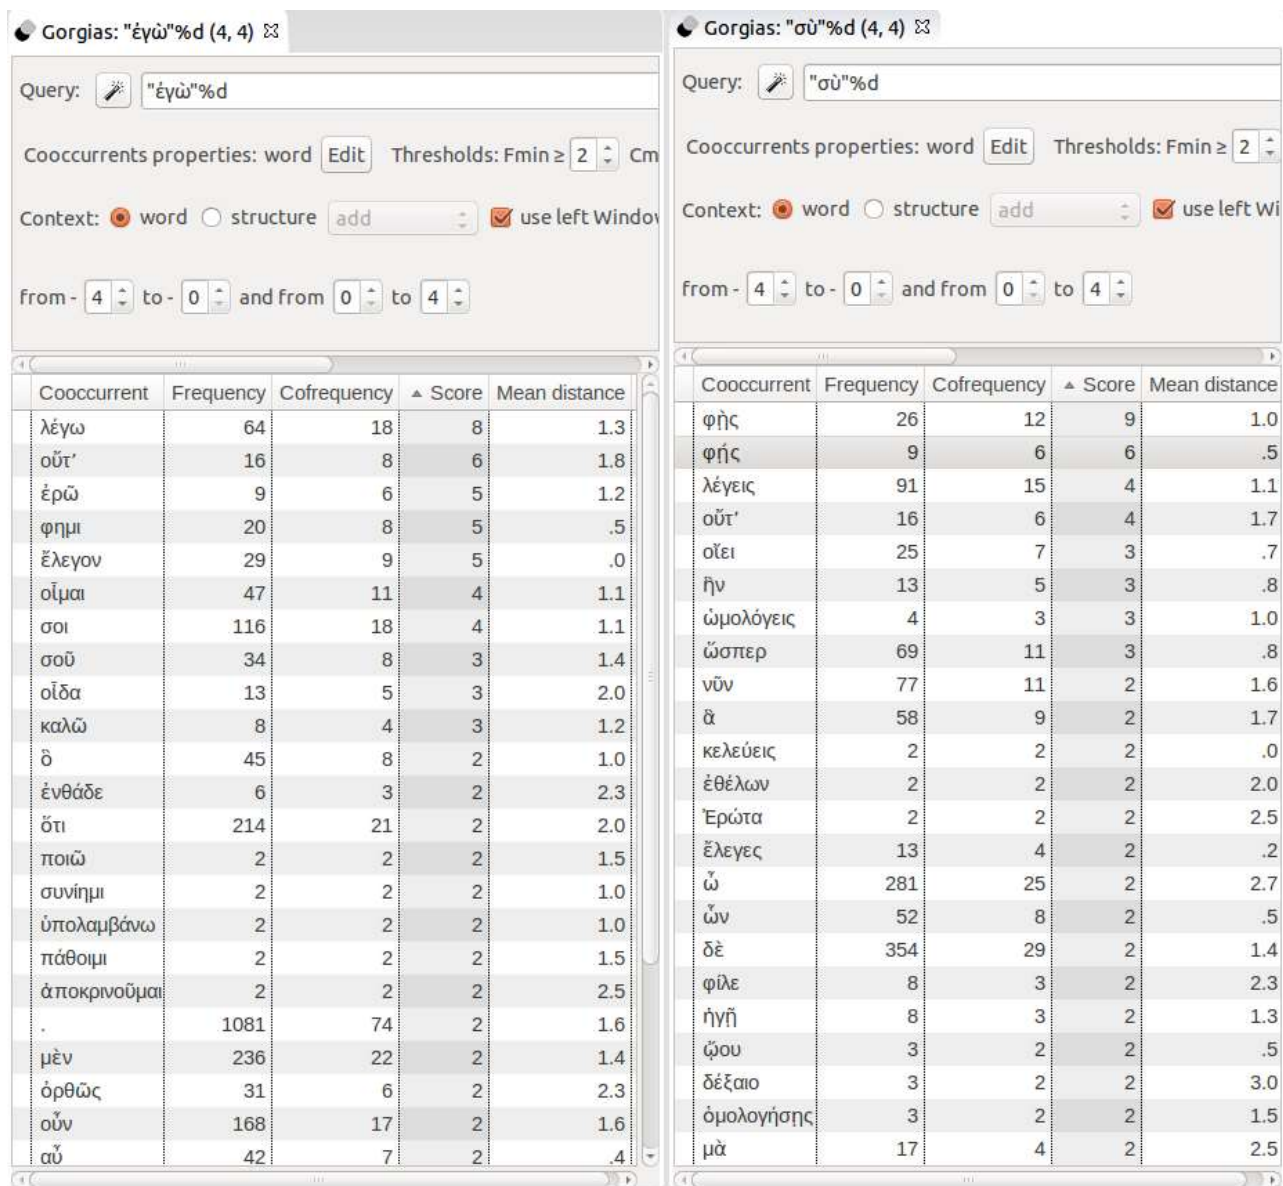 Gorgias: "ἐγὼ"%d (4, 4)
Query: "ἐγὼ"%d
Cooccurrents properties: word Edit Thresholds: Fmin ≥ 2 Cm
Context: word structure add use left Window
from - 4 to - 0 and from 0 to 4
Cooccurrent Frequency Cofrequency Score Mean distance
λέγω 64 18 8 1.3
οὔτ’ 16 8 6 1.8
ἐρῶ 9 6 5 1.2
φημι 20 8 5 .5
ἔλεγον 29 9 5 .0
οἶμαι 47 11 4 1.1
σοι 116 18 4 1.1
σοῦ 34 8 3 1.4
οἶδα 13 5 3 2.0
καλῶ 8 4 3 1.2
ὃ 45 8 2 1.0
ἐνθάδε 6 3 2 2.3
ὅτι 214 21 2 2.0
ποιῶ 2 2 2 1.5
συνίημι 2 2 2 1.0
ὑπολαμβάνω 2 2 2 1.0
πάθοιμι 2 2 2 1.5
ἀποκρινοῦμαι 2 2 2 2.5
. 1081 74 2 1.6
μὲν 236 22 2 1.4
ὀρθῶς 31 6 2 2.3
οὖν 168 17 2 1.6
αὖ 42 7 2 .4
Gorgias: "σὺ"%d (4, 4)
Query: "σὺ"%d
Cooccurrents properties: word Edit Thresholds: Fmin ≥ 2
Context: word structure add use left Wi
from - 4 to - 0 and from 0 to 4
Cooccurrent Frequency Cofrequency Score Mean distance
φῂς 26 12 9 1.0
φῄς 9 6 6 .5
λέγεις 91 15 4 1.1
οὔτ’ 16 6 4 1.7
οἴει 25 7 3 .7
ἣν 13 5 3 .8
ὡμολόγεις 4 3 3 1.0
ὥσπερ 69 11 3 .8
νῦν 77 11 2 1.6
ἃ 58 9 2 1.7
κελεύεις 2 2 2 .0
ἐθέλων 2 2 2 2.0
Ἐρώτα 2 2 2 2.5
ἔλεγες 13 4 2 .2
ὦ 281 25 2 2.7
ὧν 52 8 2 .5
δὲ 354 29 2 1.4
φίλε 8 3 2 2.3
ἡγῇ 8 3 2 1.3
ᾤου 3 2 2 .5
δέξαιο 3 2 2 3.0
ὁμολογήσῃς 3 2 2 1.5
μὰ 17 4 2 2.5